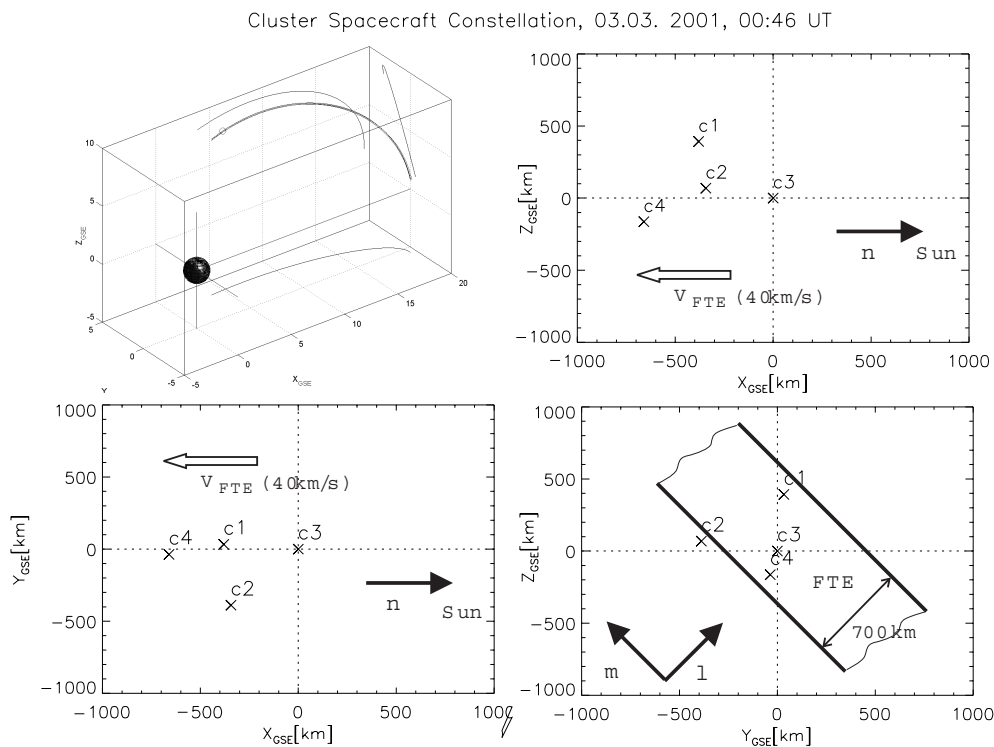 Cluster Spacecraft Constellation, 03.03. 2001, 00:46 UT
10
5
0
-5
Z_GSE
5
0
-5
Y
-5
0
5
10
15
20
X_GSE
1000
500
0
-500
-1000
Z_GSE[km]
c1
c2
c3
c4
n
Sun
V_FTE (40km/s)
-1000 -500 0 500 1000
X_GSE[km]
1000
500
0
-500
-1000
Y_GSE[km]
V_FTE (40km/s)
c4
c1
c3
c2
n
Sun
-1000 -500 0 500 100
X_GSE[km]
1000
500
0
-500
-1000
Z_GSE[km]
c1
c2
c3
c4
FTE
700km
m
l
-1000 -500 0 500 1000
Y_GSE[km]